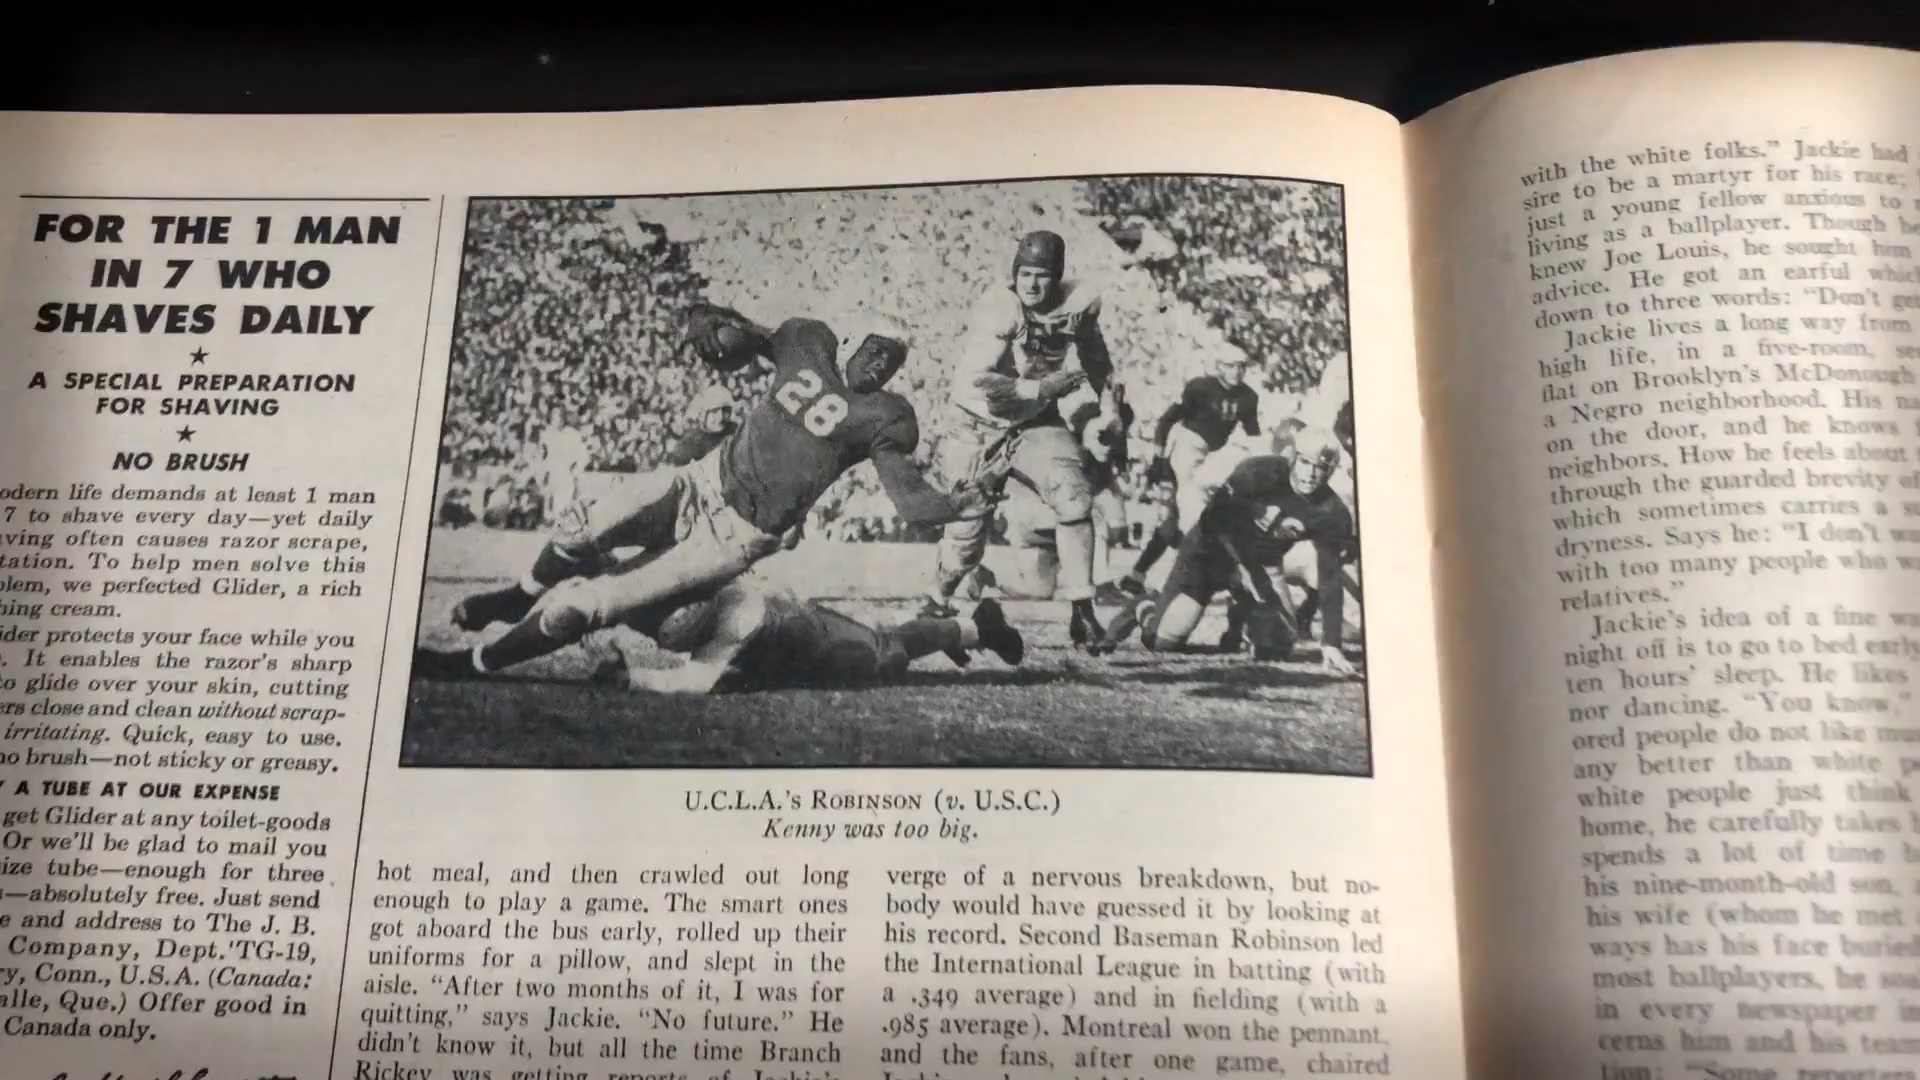 FOR THE 1 MAN
IN 7 WHO
SHAVES DAILY
★
A SPECIAL PREPARATION
FOR SHAVING
★
NO BRUSH
odern life demands at least 1 man
7 to shave every day—yet daily
ving often causes razor scrape,
tation. To help men solve this
blem, we perfected Glider, a rich
hing cream.
ider protects your face while you
. It enables the razor's sharp
to glide over your skin, cutting
ers close and clean without scrap-
irritating. Quick, easy to use.
no brush—not sticky or greasy.
A TUBE AT OUR EXPENSE
get Glider at any toilet-goods
Or we'll be glad to mail you
ize tube—enough for three
—absolutely free. Just send
e and address to The J. B.
Company, Dept. TG-19,
ry, Conn., U.S.A. (Canada:
alle, Que.) Offer good in
Canada only.
28
U.C.L.A.'s ROBINSON (v. U.S.C.)
Kenny was too big.
hot meal, and then crawled out long
enough to play a game. The smart ones
got aboard the bus early, rolled up their
uniforms for a pillow, and slept in the
aisle. "After two months of it, I was for
quitting," says Jackie. "No future." He
didn't know it, but all the time Branch
Rickey was getting reports of Jackie's
verge of a nervous breakdown, but no-
body would have guessed it by looking at
his record. Second Baseman Robinson led
the International League in batting (with
a .349 average) and in fielding (with a
.985 average). Montreal won the pennant,
and the fans, after one game, chaired
with the white folks." Jackie had
sire to be a martyr for his race;
just a young fellow anxious to
living as a ballplayer. Though he
knew Joe Louis, he sought him
advice. He got an earful which
down to three words: "Don't get
Jackie lives a long way from
high life, in a five-room,
flat on Brooklyn's McDonough
a Negro neighborhood. His
on the door, and he knows
neighbors. How he feels about
through the guarded brevity of
which sometimes carries a
dryness. Says he: "I don't
with too many people who
relatives."
Jackie's idea of a fine
night off is to go to bed early
ten hours' sleep. He likes
nor dancing. "You know,"
ored people do not like
any better than white
white people just think
home, he carefully takes
spends a lot of time
his nine-month-old son,
his wife (whom he met
ways has his face buried
most ballplayers, he
in every newspaper
cerns him and his team
tion: "Some reporters